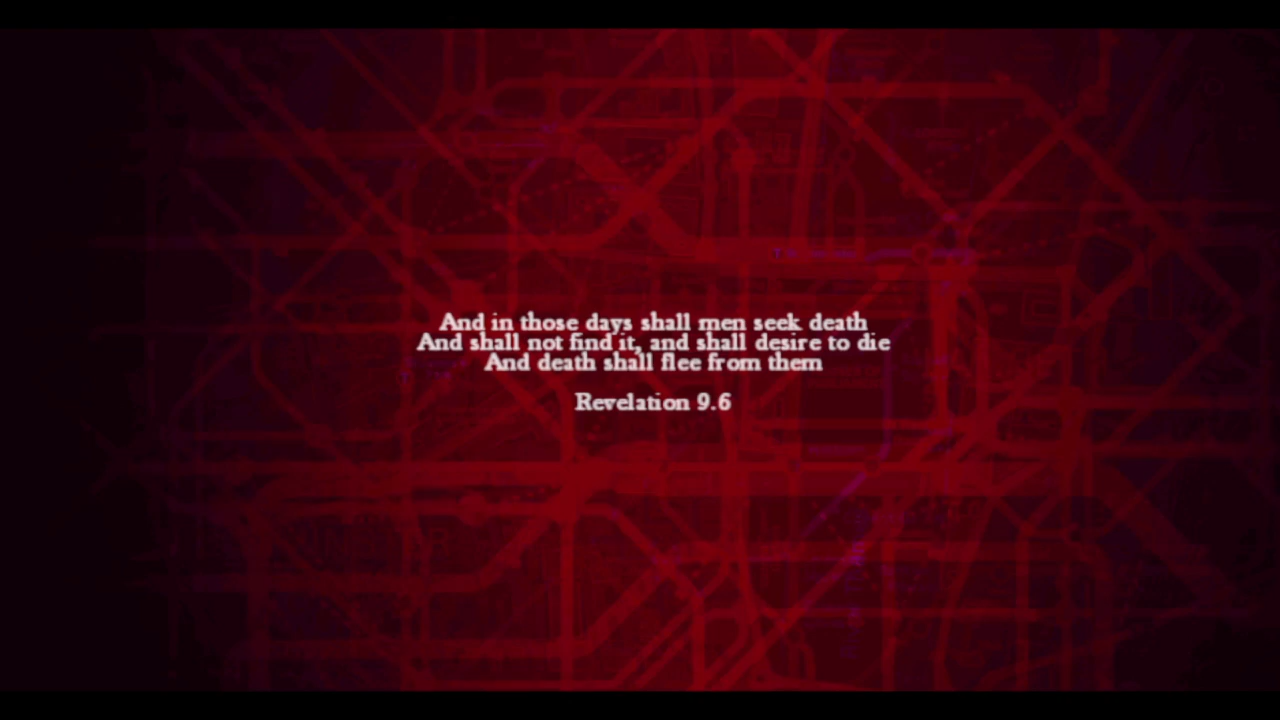 And in those days shall men seek death
And shall not find it, and shall desire to die
And death shall flee from them
Revelation 9.6